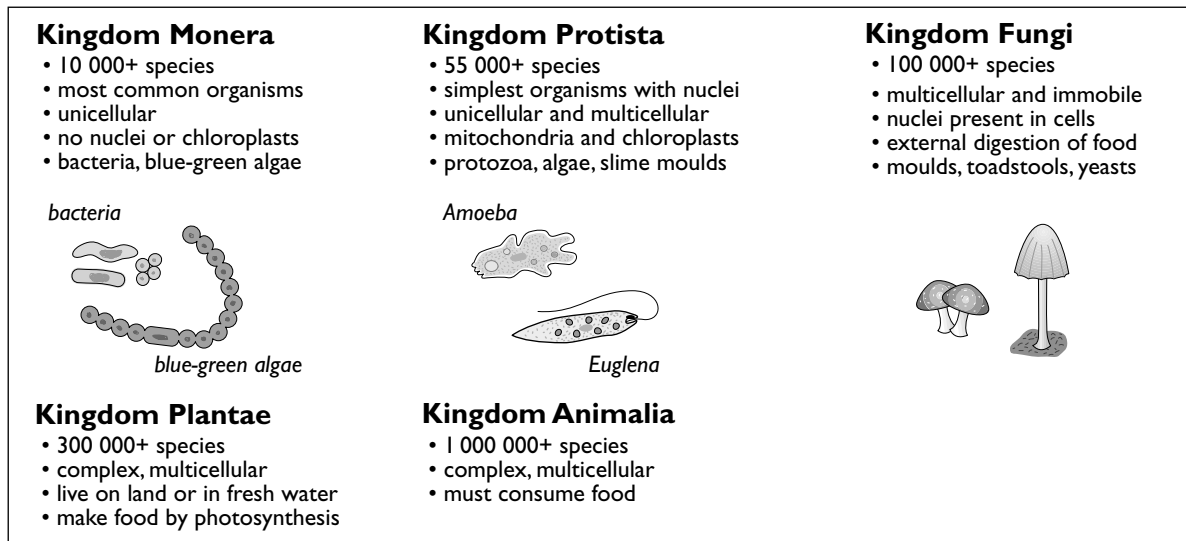 Kingdom Monera
• 10 000+ species
• most common organisms
• unicellular
• no nuclei or chloroplasts
• bacteria, blue-green algae
bacteria
blue-green algae
Kingdom Protista
• 55 000+ species
• simplest organisms with nuclei
• unicellular and multicellular
• mitochondria and chloroplasts
• protozoa, algae, slime moulds
Amoeba
Euglena
Kingdom Fungi
• 100 000+ species
• multicellular and immobile
• nuclei present in cells
• external digestion of food
• moulds, toadstools, yeasts
Kingdom Plantae
• 300 000+ species
• complex, multicellular
• live on land or in fresh water
• make food by photosynthesis
Kingdom Animalia
• 1 000 000+ species
• complex, multicellular
• must consume food